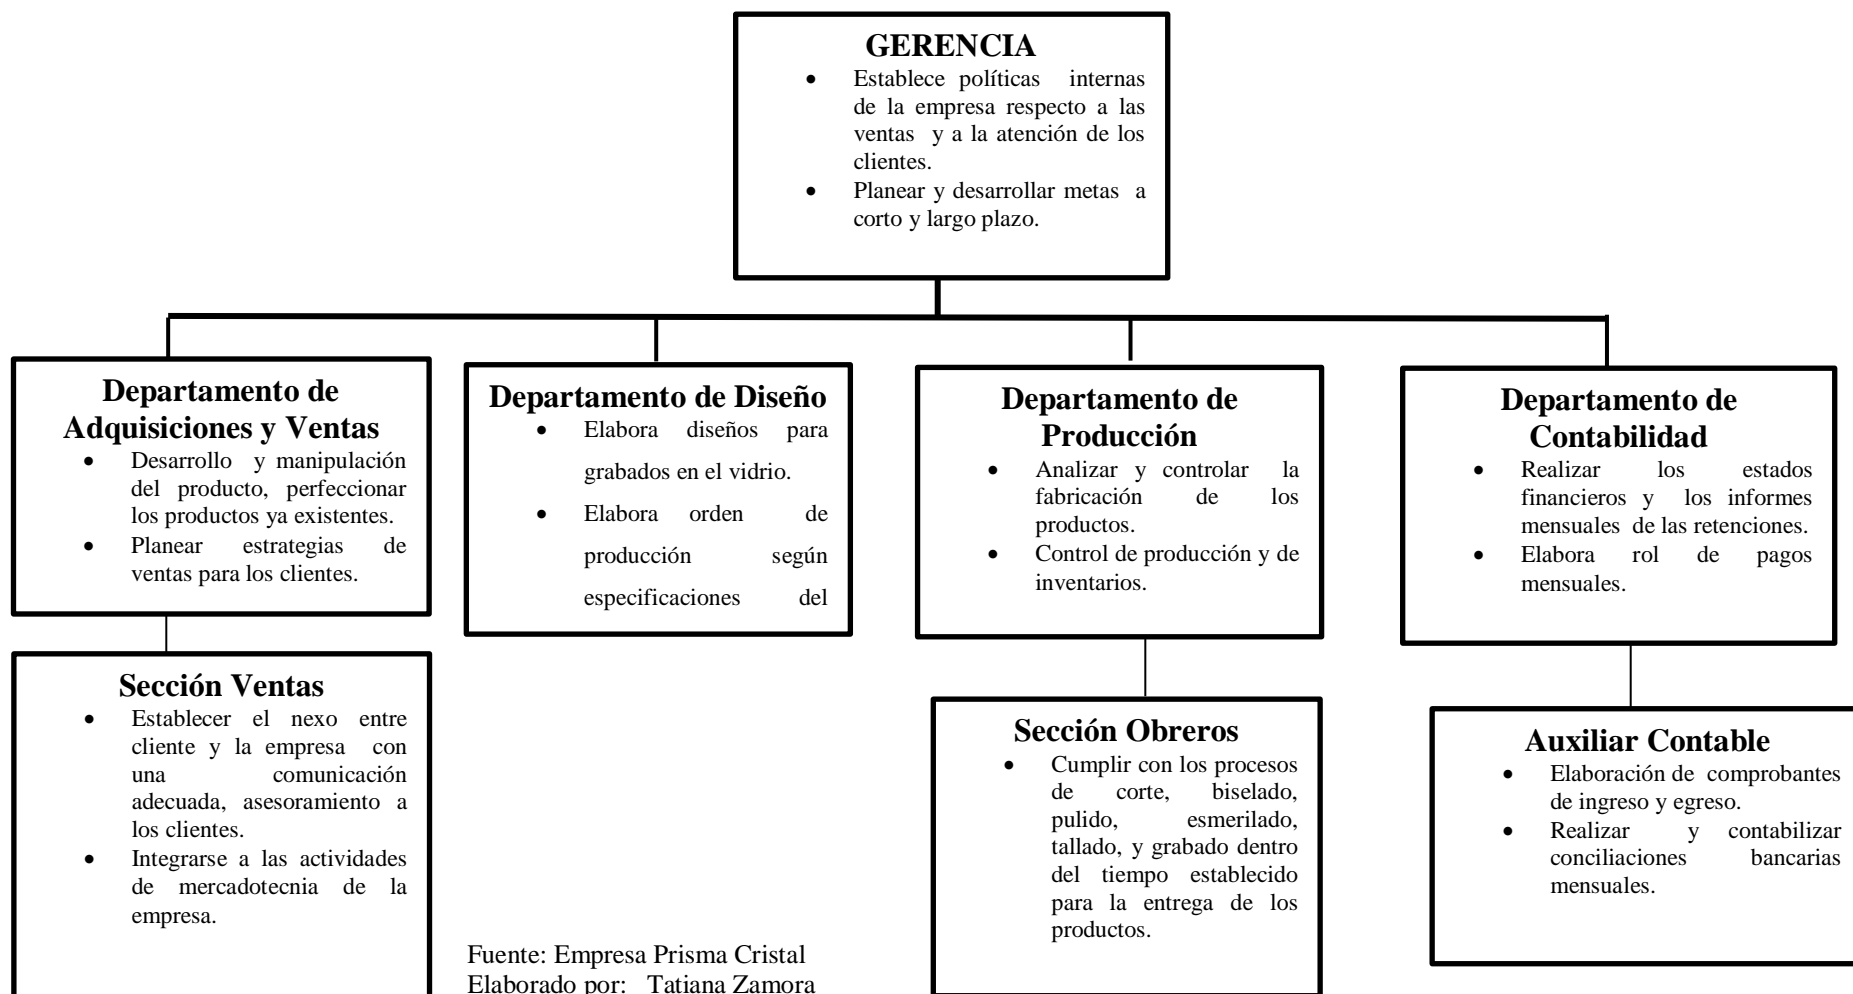 GERENCIA
• Establece políticas internas
de la empresa respecto a las
ventas y a la atención de los
clientes.
• Planear y desarrollar metas a
corto y largo plazo.
Departamento de
Adquisiciones y Ventas
• Desarrollo y manipulación
del producto, perfeccionar
los productos ya existentes.
• Planear estrategias de
ventas para los clientes.
Departamento de Diseño
• Elabora diseños para
grabados en el vidrio.
• Elabora orden de
producción según
especificaciones del
Departamento de
Producción
• Analizar y controlar la
fabricación de los
productos.
• Control de producción y de
inventarios.
Departamento de
Contabilidad
• Realizar los estados
financieros y los informes
mensuales de las retenciones.
• Elabora rol de pagos
mensuales.
Sección Ventas
• Establecer el nexo entre
cliente y la empresa con
una comunicación
adecuada, asesoramiento a
los clientes.
• Integrarse a las actividades
de mercadotecnia de la
empresa.
Sección Obreros
• Cumplir con los procesos
de corte, biselado,
pulido, esmerilado,
tallado, y grabado dentro
del tiempo establecido
para la entrega de los
productos.
Auxiliar Contable
• Elaboración de comprobantes
de ingreso y egreso.
• Realizar y contabilizar
conciliaciones bancarias
mensuales.
Fuente: Empresa Prisma Cristal
Elaborado por: Tatiana Zamora